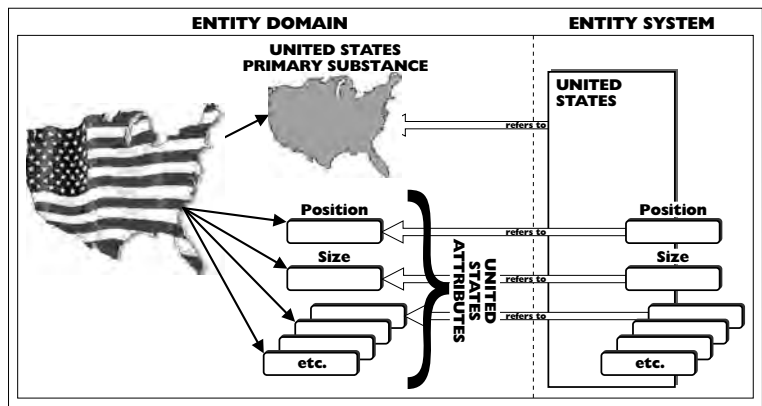 ENTITY DOMAIN
ENTITY SYSTEM
UNITED STATES
PRIMARY SUBSTANCE
UNITED
STATES
refers to
Position
refers to
Position
Size
refers to
Size
UNITED
STATES
ATTRIBUTES
refers to
etc.
etc.